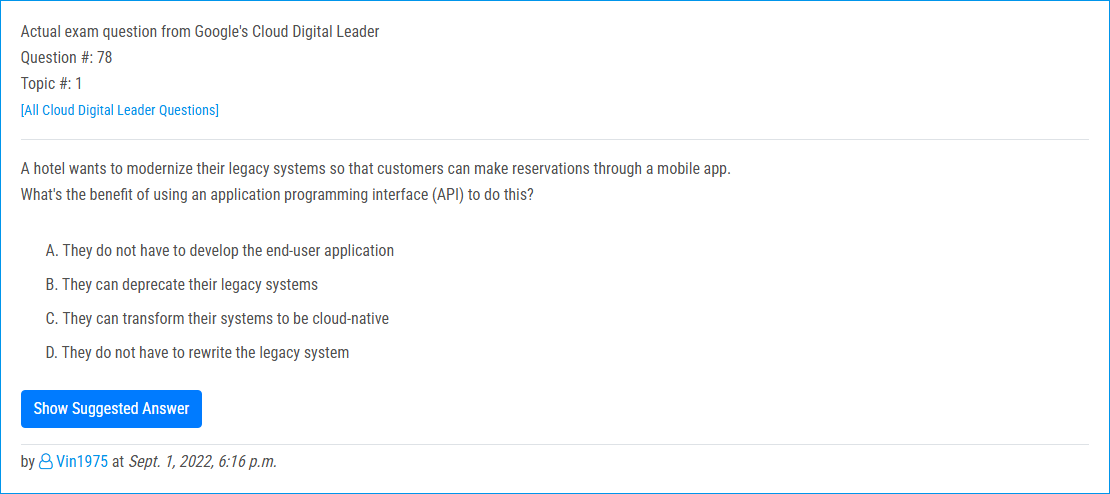 Actual exam question from Google's Cloud Digital Leader
Question #: 78
Topic #: 1
[All Cloud Digital Leader Questions]
A hotel wants to modernize their legacy systems so that customers can make reservations through a mobile app.
What's the benefit of using an application programming interface (API) to do this?
A. They do not have to develop the end-user application
B. They can deprecate their legacy systems
C. They can transform their systems to be cloud-native
D. They do not have to rewrite the legacy system
Show Suggested Answer
by Vin1975 at Sept. 1, 2022, 6:16 p.m.